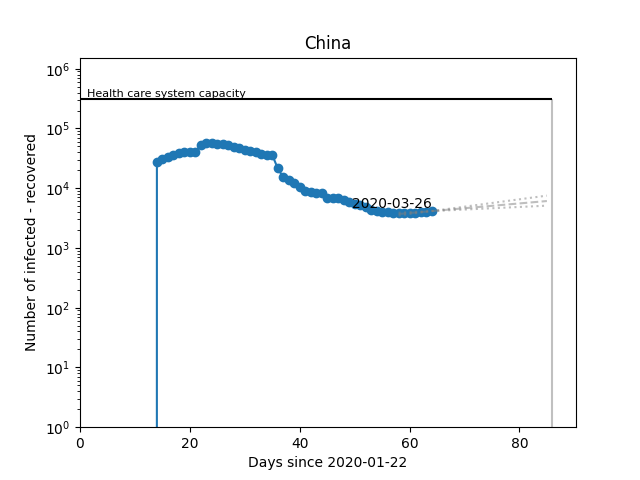 China
Number of infected - recovered
10^6
10^5
10^4
10^3
10^2
10^1
10^0
Health care system capacity
2020-03-26
0 20 40 60 80
Days since 2020-01-22